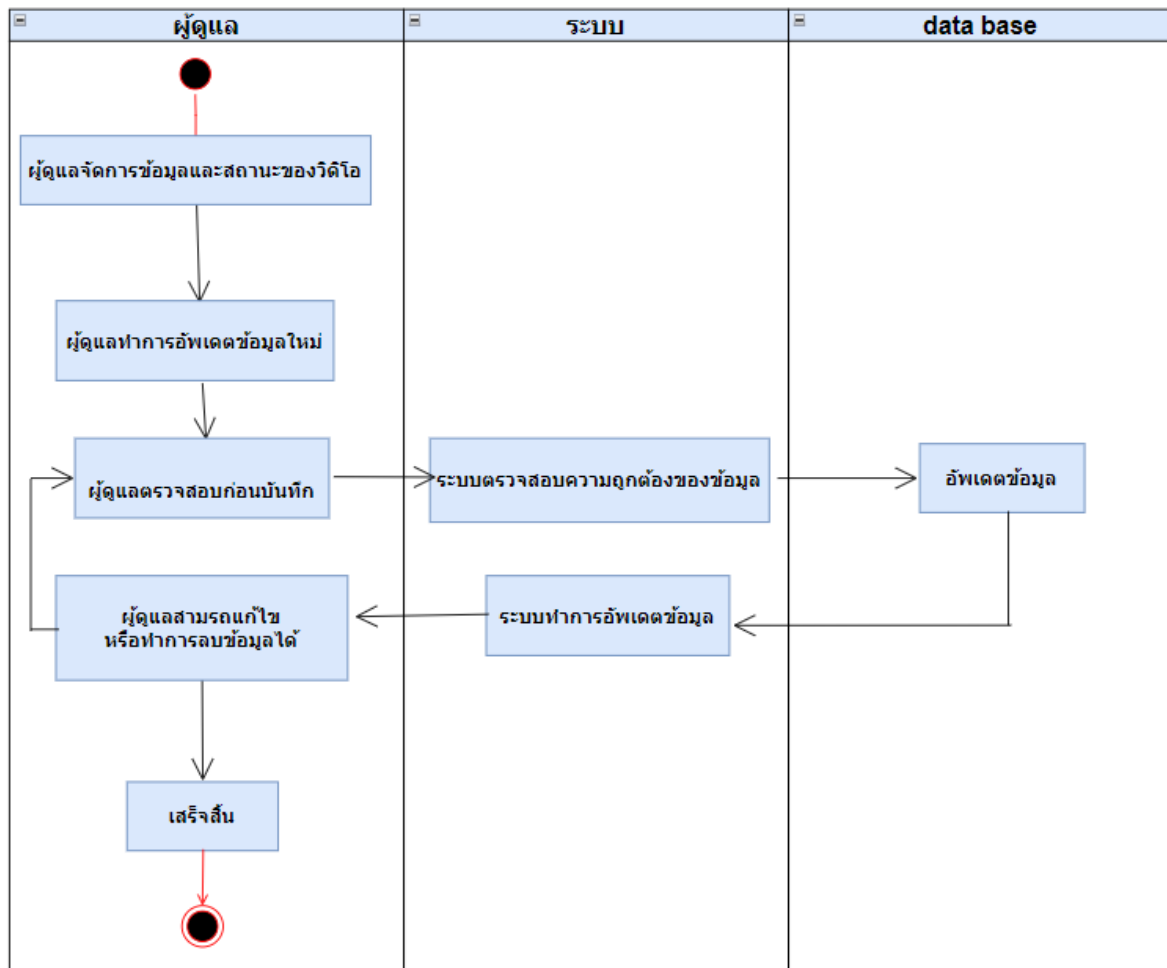 ผู้ดูแล
ระบบ
data base
ผู้ดูแลจัดการข้อมูลและสถานะของวิดิโอ
ผู้ดูแลทำการอัพเดตข้อมูลใหม่
ผู้ดูแลตรวจสอบก่อนบันทึก
ระบบตรวจสอบความถูกต้องของข้อมูล
อัพเดตข้อมูล
ผู้ดูแลสามรถแก้ไข
หรือทำการลบข้อมูลได้
ระบบทำการอัพเดตข้อมูล
เสร็จสิ้น